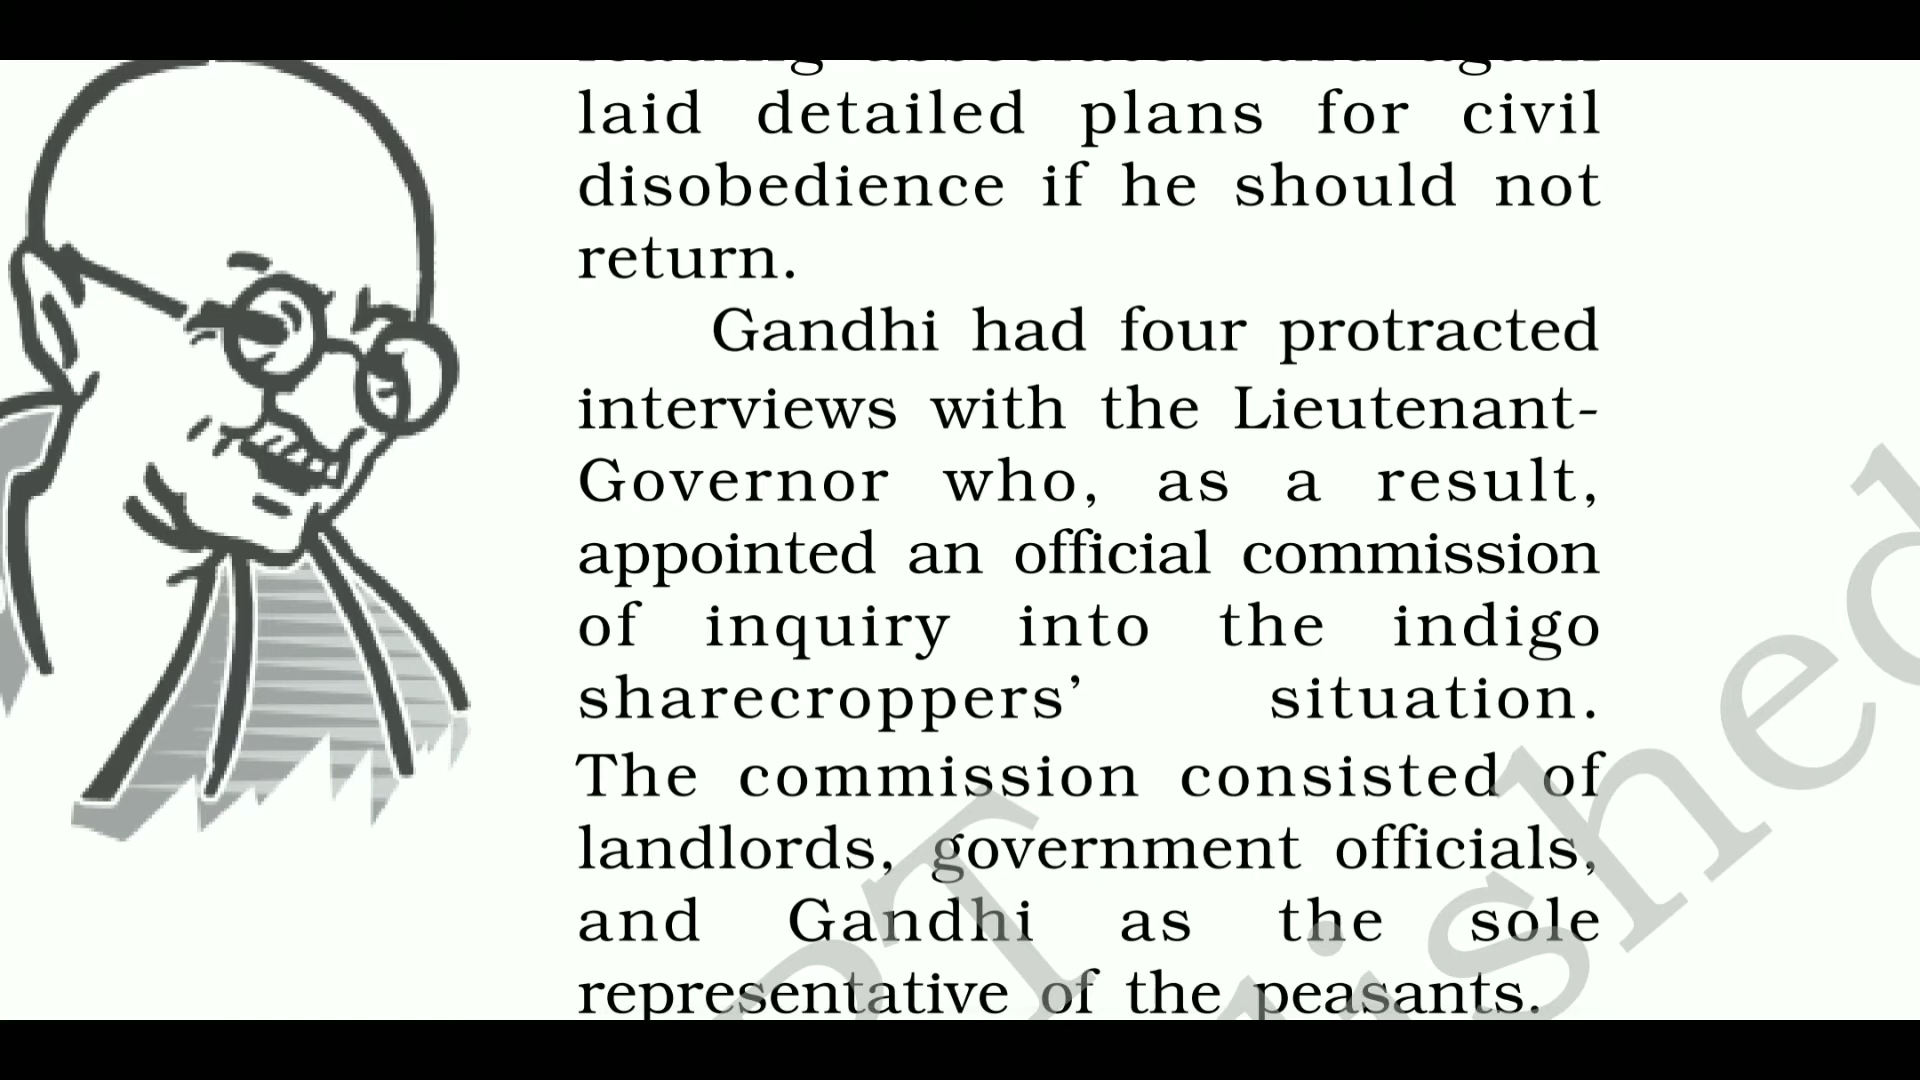 laid detailed plans for civil
disobedience if he should not
return.
Gandhi had four protracted
interviews with the Lieutenant-
Governor who, as a result,
appointed an official commission
of inquiry into the indigo
sharecroppers’ situation.
The commission consisted of
landlords, government officials,
and Gandhi as the sole
representative of the peasants.